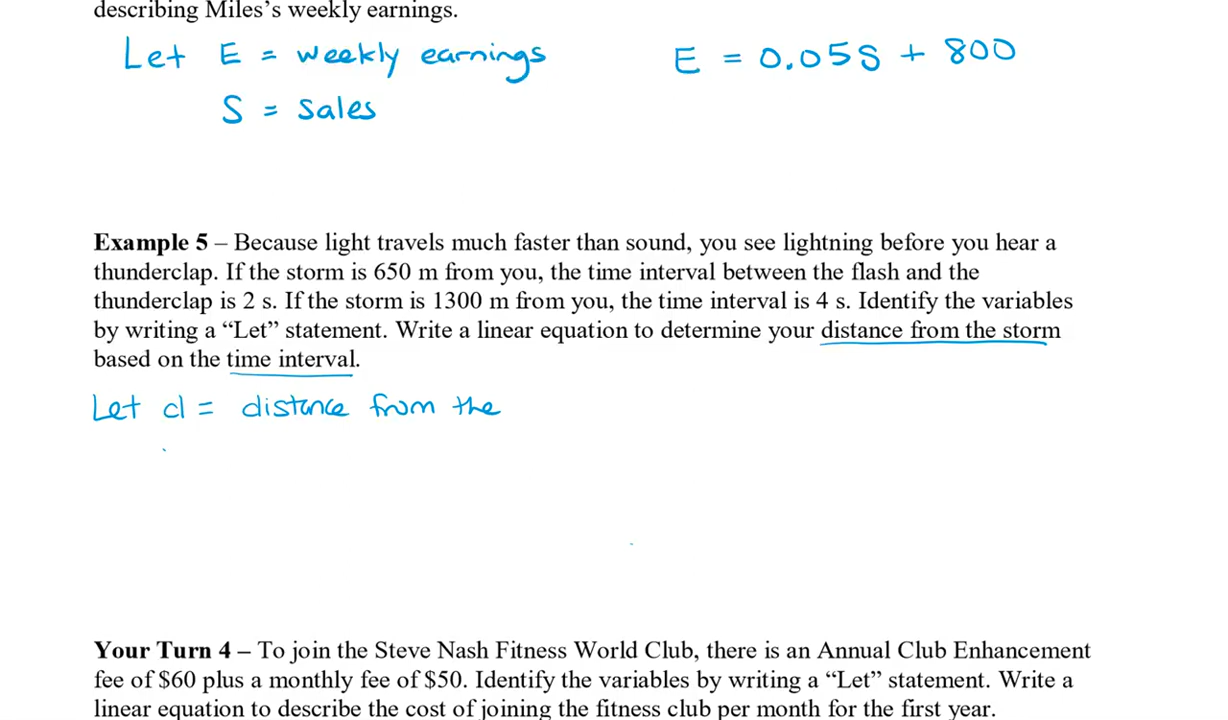 describing Miles’s weekly earnings.
Let E = weekly earnings E = 0.05S + 800
S = sales
Example 5 – Because light travels much faster than sound, you see lightning before you hear a
thunderclap. If the storm is 650 m from you, the time interval between the flash and the
thunderclap is 2 s. If the storm is 1300 m from you, the time interval is 4 s. Identify the variables
by writing a “Let” statement. Write a linear equation to determine your distance from the storm
based on the time interval.
Let d = distance from the
Your Turn 4 – To join the Steve Nash Fitness World Club, there is an Annual Club Enhancement
fee of $60 plus a monthly fee of $50. Identify the variables by writing a “Let” statement. Write a
linear equation to describe the cost of joining the fitness club per month for the first year.